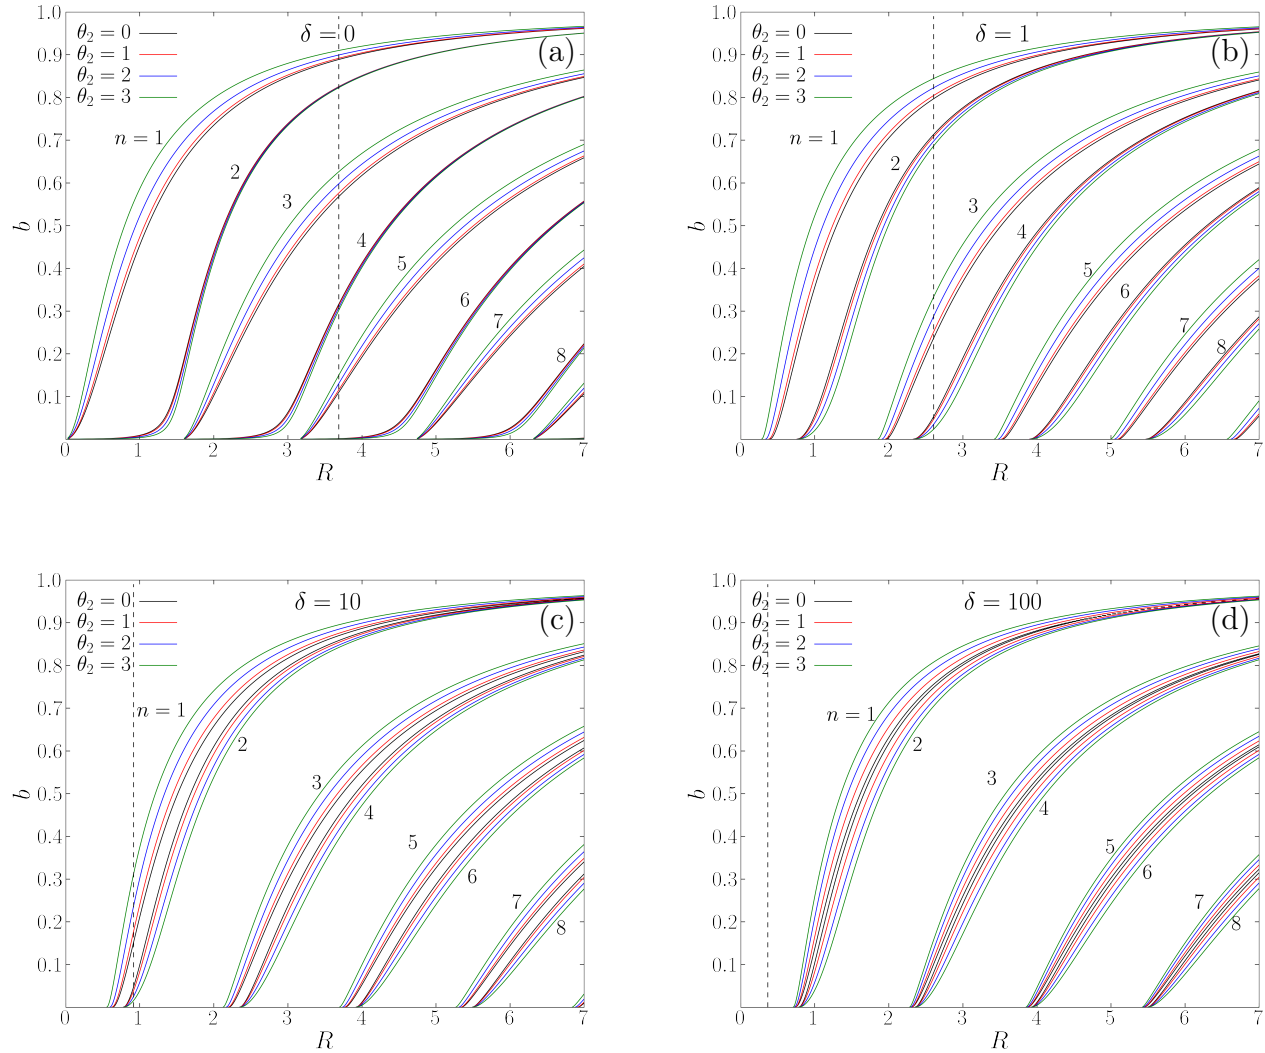 1.0
0.9
0.8
0.7
0.6
0.5
0.4
0.3
0.2
0.1
b
θ₂ = 0
θ₂ = 1
θ₂ = 2
θ₂ = 3
δ = 0
(a)
n = 1
2
3
4
5
6
7
8
0 1 2 3 4 5 6 7
R
1.0
0.9
0.8
0.7
0.6
0.5
0.4
0.3
0.2
0.1
b
θ₂ = 0
θ₂ = 1
θ₂ = 2
θ₂ = 3
δ = 1
(b)
n = 1
2
3
4
5
6
7
8
0 1 2 3 4 5 6 7
R
1.0
0.9
0.8
0.7
0.6
0.5
0.4
0.3
0.2
0.1
b
θ₂ = 0
θ₂ = 1
θ₂ = 2
θ₂ = 3
δ = 10
(c)
n = 1
2
3
4
5
6
7
8
0 1 2 3 4 5 6 7
R
1.0
0.9
0.8
0.7
0.6
0.5
0.4
0.3
0.2
0.1
b
θ₂ = 0
θ₂ = 1
θ₂ = 2
θ₂ = 3
δ = 100
(d)
n = 1
2
3
4
5
6
7
8
0 1 2 3 4 5 6 7
R